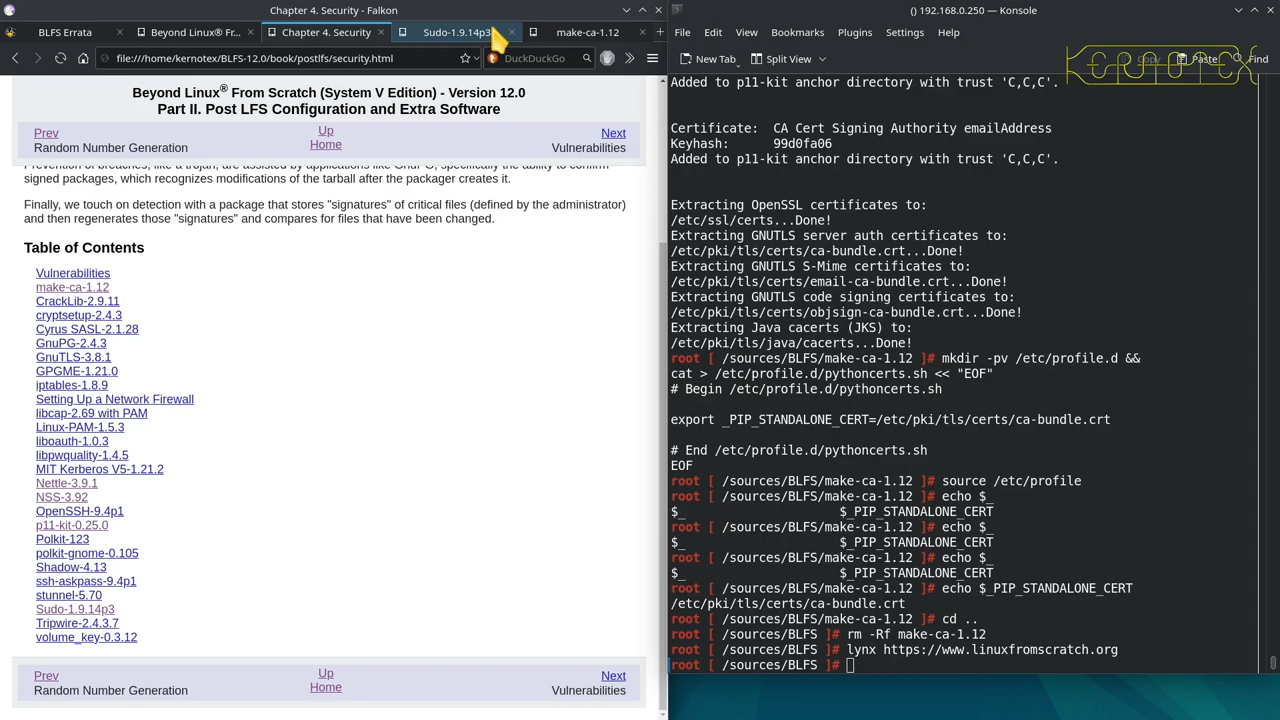 Chapter 4. Security - Falkon
BLFS Errata
Beyond Linux® Fr...
Chapter 4. Security
Sudo-1.9.14p3
make-ca-1.12
file:///home/kernotex/BLFS-12.0/book/postlfs/security.html
DuckDuckGo
Beyond Linux® From Scratch (System V Edition) - Version 12.0
Part II. Post LFS Configuration and Extra Software
Prev
Up
Next
Random Number Generation
Home
Vulnerabilities
signed packages, which recognizes modifications of the tarball after the packager creates it.
Finally, we touch on detection with a package that stores "signatures" of critical files (defined by the administrator)
and then regenerates those "signatures" and compares for files that have been changed.
Table of Contents
Vulnerabilities
make-ca-1.12
CrackLib-2.9.11
cryptsetup-2.4.3
Cyrus SASL-2.1.28
GnuPG-2.4.3
GnuTLS-3.8.1
GPGME-1.21.0
iptables-1.8.9
Setting Up a Network Firewall
libcap-2.69 with PAM
Linux-PAM-1.5.3
liboauth-1.0.3
libpwquality-1.4.5
MIT Kerberos V5-1.21.2
Nettle-3.9.1
NSS-3.92
OpenSSH-9.4p1
p11-kit-0.25.0
Polkit-123
polkit-gnome-0.105
Shadow-4.13
ssh-askpass-9.4p1
stunnel-5.70
Sudo-1.9.14p3
Tripwire-2.4.3.7
volume_key-0.3.12
Prev
Up
Next
Random Number Generation
Home
Vulnerabilities
() 192.168.0.250 — Konsole
File Edit View Bookmarks Plugins Settings Help
New Tab
Split View
Copy
Paste
Find
Added to p11-kit anchor directory with trust 'C,C,C'.
Certificate:  CA Cert Signing Authority emailAddress
Keyhash:      99d0fa06
Added to p11-kit anchor directory with trust 'C,C,C'.
Extracting OpenSSL certificates to:
/etc/ssl/certs...Done!
Extracting GNUTLS server auth certificates to:
/etc/pki/tls/certs/ca-bundle.crt...Done!
Extracting GNUTLS S-Mime certificates to:
/etc/pki/tls/certs/email-ca-bundle.crt...Done!
Extracting GNUTLS code signing certificates to:
/etc/pki/tls/certs/objsign-ca-bundle.crt...Done!
Extracting Java cacerts (JKS) to:
/etc/pki/tls/java/cacerts...Done!
root [ /sources/BLFS/make-ca-1.12 ]# mkdir -pv /etc/profile.d &&
cat > /etc/profile.d/pythoncerts.sh << "EOF"
# Begin /etc/profile.d/pythoncerts.sh
export _PIP_STANDALONE_CERT=/etc/pki/tls/certs/ca-bundle.crt
# End /etc/profile.d/pythoncerts.sh
EOF
root [ /sources/BLFS/make-ca-1.12 ]# source /etc/profile
root [ /sources/BLFS/make-ca-1.12 ]# echo $_
$_                    $_PIP_STANDALONE_CERT
root [ /sources/BLFS/make-ca-1.12 ]# echo $_
$_                    $_PIP_STANDALONE_CERT
root [ /sources/BLFS/make-ca-1.12 ]# echo $_
$_                    $_PIP_STANDALONE_CERT
root [ /sources/BLFS/make-ca-1.12 ]# echo $_PIP_STANDALONE_CERT
/etc/pki/tls/certs/ca-bundle.crt
root [ /sources/BLFS/make-ca-1.12 ]# cd ..
root [ /sources/BLFS ]# rm -Rf make-ca-1.12
root [ /sources/BLFS ]# lynx https://www.linuxfromscratch.org
root [ /sources/BLFS ]#